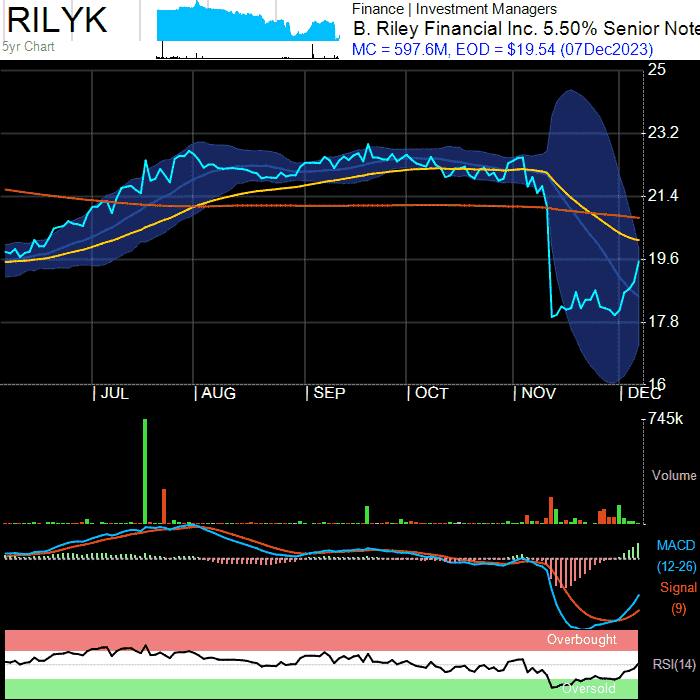 RILYK
5yr Chart
Finance | Investment Managers
B. Riley Financial Inc. 5.50% Senior Note
MC = 597.6M, EOD = $19.54 (07Dec2023)
25
23.2
21.4
19.6
17.8
16
JUL AUG SEP OCT NOV DEC
745k
Volume
MACD
(12-26)
Signal
(9)
Overbought
RSI(14)
Oversold